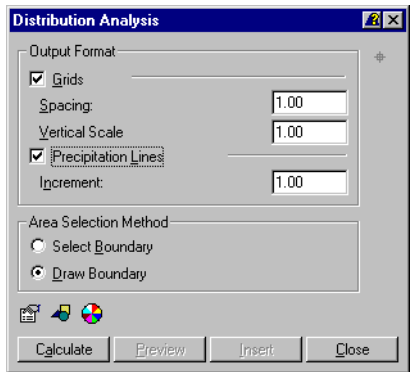 Distribution Analysis
Output Format
Grids
Spacing: 1.00
Vertical Scale 1.00
Precipitation Lines
Increment: 1.00
Area Selection Method
Select Boundary
Draw Boundary
Calculate Preview Insert Close